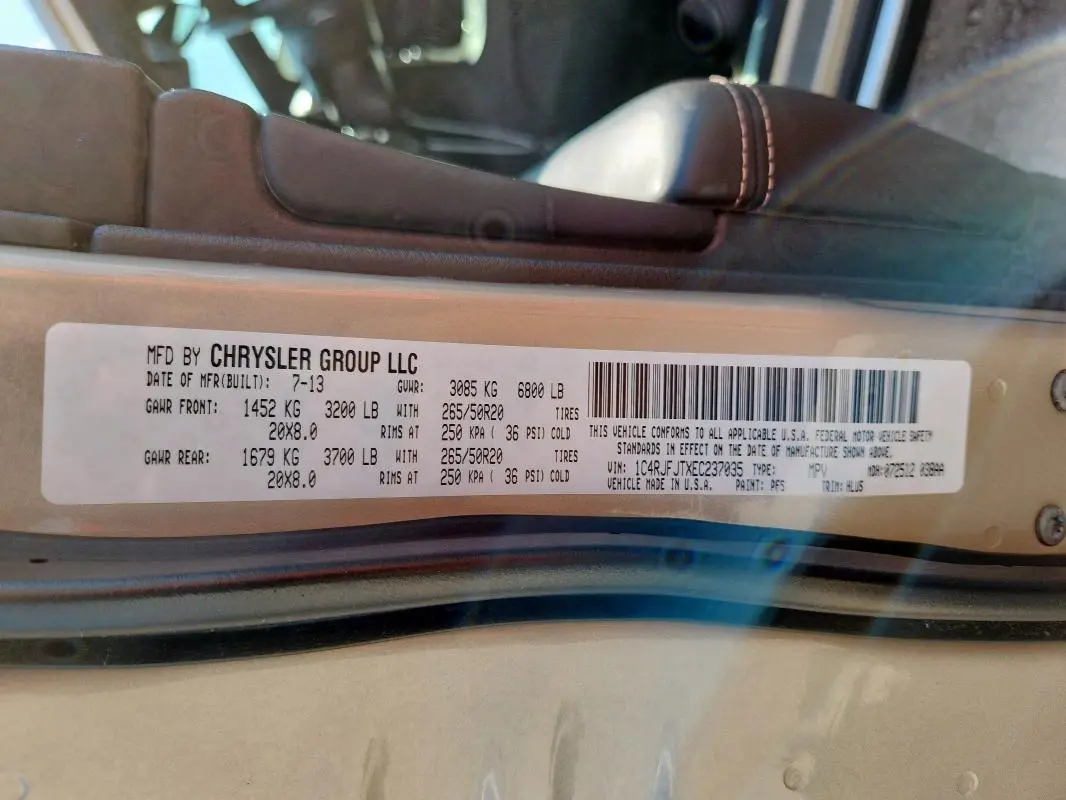 MFD BY CHRYSLER GROUP LLC
DATE OF MFR(BUILT): 7-13 GVWR: 3085 KG 6800 LB
GAWR FRONT: 1452 KG 3200 LB WITH 265/50R20 TIRES
20X8.0 RIMS AT 250 KPA ( 36 PSI) COLD
GAWR REAR: 1679 KG 3700 LB WITH 265/50R20 TIRES
20X8.0 RIMS AT 250 KPA ( 36 PSI) COLD
THIS VEHICLE CONFORMS TO ALL APPLICABLE U.S.A. FEDERAL MOTOR VEHICLE SAFETY
STANDARDS IN EFFECT ON THE DATE OF MANUFACTURE SHOWN ABOVE.
VIN: 1C4RJFJTXEC237035 TYPE: MPV MDH:072512 038AA
VEHICLE MADE IN U.S.A. PAINT: PFS TRIM: HLU5